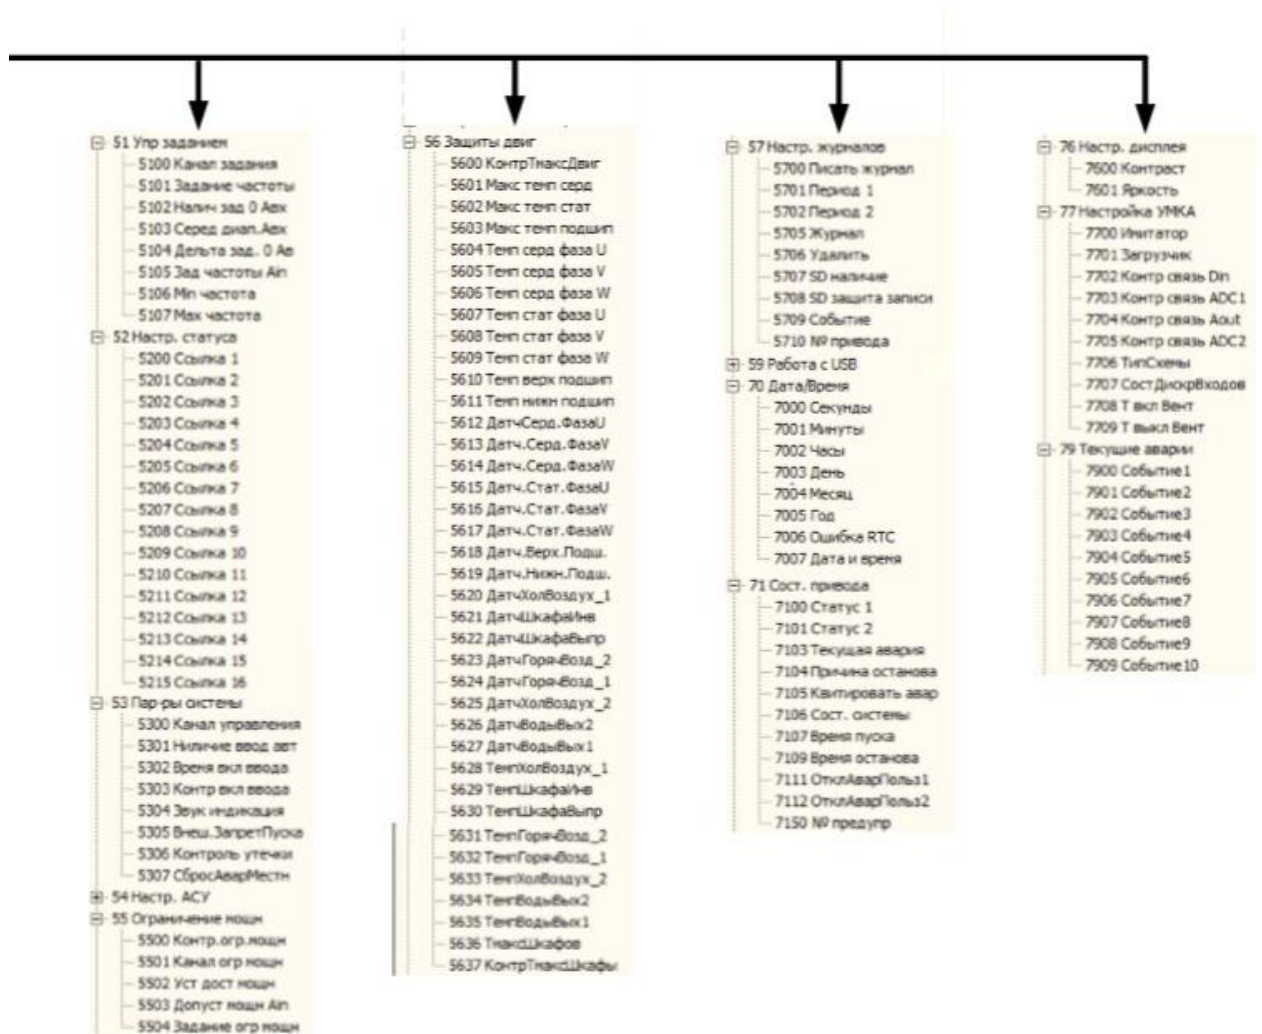 51 Упр заданием
5100 Канал задания
5101 Задание частоты
5102 Налич зад 0 Авх
5103 Серед диап.Авх
5104 Дельта зад. 0 Ав
5105 Зад частоты Ain
5106 Min частота
5107 Max частота
52 Настр. статуса
5200 Ссылка 1
5201 Ссылка 2
5202 Ссылка 3
5203 Ссылка 4
5204 Ссылка 5
5205 Ссылка 6
5206 Ссылка 7
5207 Ссылка 8
5208 Ссылка 9
5209 Ссылка 10
5210 Ссылка 11
5211 Ссылка 12
5212 Ссылка 13
5213 Ссылка 14
5214 Ссылка 15
5215 Ссылка 16
53 Пар-ры системы
5300 Канал управления
5301 Ниличие ввод авт
5302 Время вкл ввода
5303 Контр вкл ввода
5304 Звук индикация
5305 Внеш.ЗапретПуска
5306 Контроль утечки
5307 СбросАварМестн
54 Настр. АСУ
55 Ограничение мощн
5500 Контр.огр.мощн
5501 Канал огр мощн
5502 Уст дост мощн
5503 Допуст мощн Ain
5504 Задание огр мощн
56 Защиты двиг
5600 КонтрТмаксДвиг
5601 Макс темп серд
5602 Макс темп стат
5603 Макс темп подшип
5604 Темп серд фаза U
5605 Темп серд фаза V
5606 Темп серд фаза W
5607 Темп стат фаза U
5608 Темп стат фаза V
5609 Темп стат фаза W
5610 Темп верх подшип
5611 Темп нижн подшип
5612 ДатчСерд.ФазаU
5613 Датч.Серд.ФазаV
5614 Датч.Серд.ФазаW
5615 Датч.Стат.ФазаU
5616 Датч.Стат.ФазаV
5617 Датч.Стат.ФазаW
5618 Датч.Верх.Подш.
5619 Датч.Нижн.Подш.
5620 ДатчХолВоздух_1
5621 ДатчШкафаИнв
5622 ДатчШкафаВыпр
5623 ДатчГорячВозд_2
5624 ДатчГорячВозд_1
5625 ДатчХолВоздух_2
5626 ДатчВодыВых2
5627 ДатчВодыВых1
5628 ТемпХолВоздух_1
5629 ТемпШкафаИнв
5630 ТемпШкафаВыпр
5631 ТемпГорячВозд_2
5632 ТемпГорячВозд_1
5633 ТемпХолВоздух_2
5634 ТемпВодыВых2
5635 ТемпВодыВых1
5636 ТмаксШкафов
5637 КонтрТмаксШкафы
57 Настр. журналов
5700 Писать журнал
5701 Период 1
5702 Период 2
5705 Журнал
5706 Удалить
5707 SD наличие
5708 SD защита записи
5709 Событие
5710 № привода
59 Работа с USB
70 Дата/Время
7000 Секунды
7001 Минуты
7002 Часы
7003 День
7004 Месяц
7005 Год
7006 Ошибка RTC
7007 Дата и время
71 Сост. привода
7100 Статус 1
7101 Статус 2
7103 Текущая авария
7104 Причина останова
7105 Квитировать авар
7106 Сост. системы
7107 Время пуска
7109 Время останова
7111 ОтклАварПольз1
7112 ОтклАварПольз2
7150 № предупр
76 Настр. дисплея
7600 Контраст
7601 Яркость
77 Настройка УМКА
7700 Имитатор
7701 Загрузчик
7702 Контр связь Din
7703 Контр связь ADC1
7704 Контр связь Aout
7705 Контр связь ADC2
7706 ТипСхемы
7707 СостДискрВходов
7708 Т вкл Вент
7709 Т выкл Вент
79 Текущие аварии
7900 Событие1
7901 Событие2
7902 Событие3
7903 Событие4
7904 Событие5
7905 Событие6
7906 Событие7
7907 Событие8
7908 Событие9
7909 Событие10